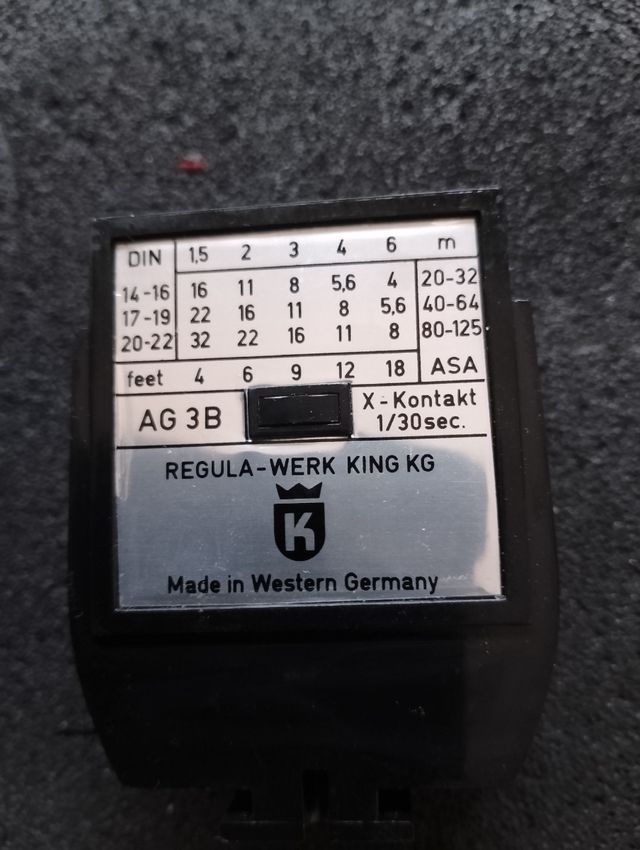 DIN 1,5 2 3 4 6 m
14-16 16 11 8 5,6 4 20-32
17-19 22 16 11 8 5,6 40-64
20-22 32 22 16 11 8 80-125
feet 4 6 9 12 18 ASA
AG 3B
X-Kontakt
1/30sec.
REGULA-WERK KING KG
K
Made in Western Germany